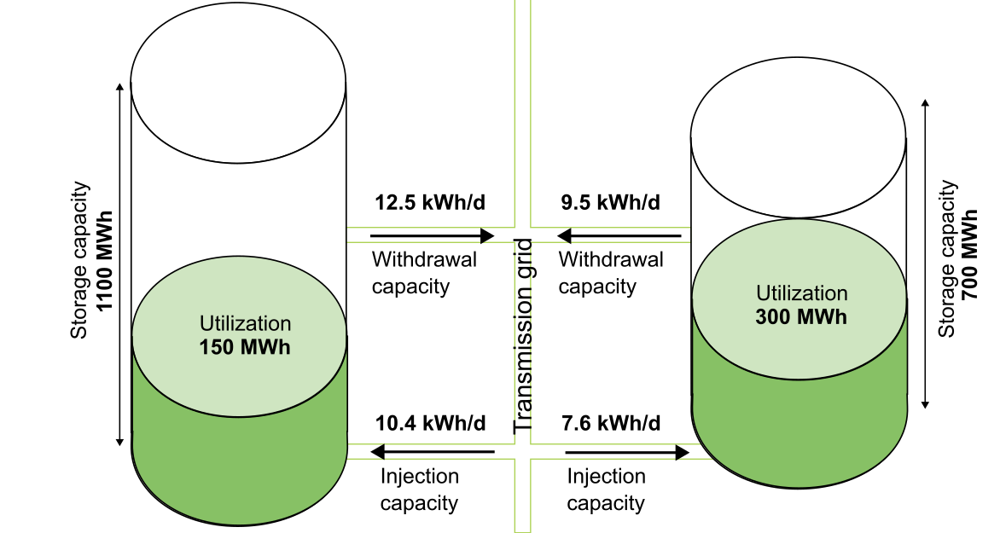 Storage capacity
1100 MWh
Utilization
150 MWh
12.5 kWh/d
Withdrawal
capacity
10.4 kWh/d
Injection
capacity
Transmission grid
9.5 kWh/d
Withdrawal
capacity
7.6 kWh/d
Injection
capacity
Utilization
300 MWh
Storage capacity
700 MWh